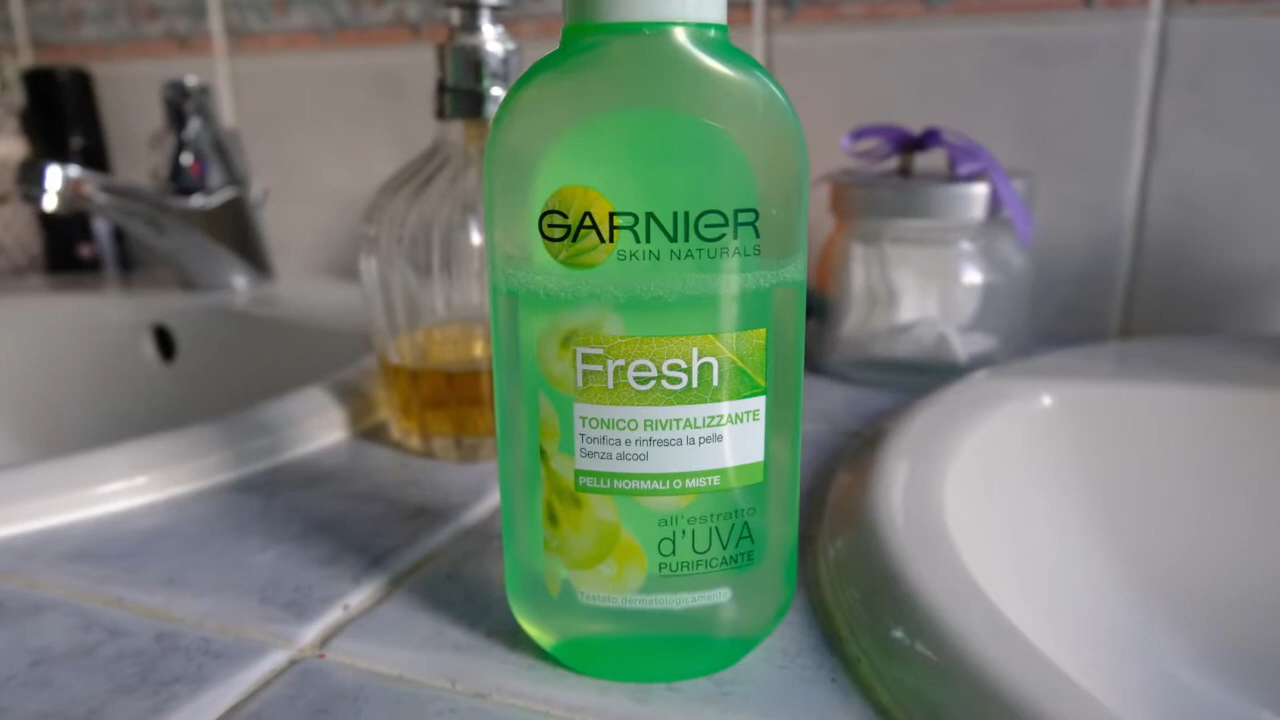 GARNIER
SKIN NATURALS
Fresh
TONICO RIVITALIZZANTE
Tonifica e rinfresca la pelle
Senza alcool
PELLI NORMALI O MISTE
all'estratto
d'UVA
PURIFICANTE
Testato dermatologicamente